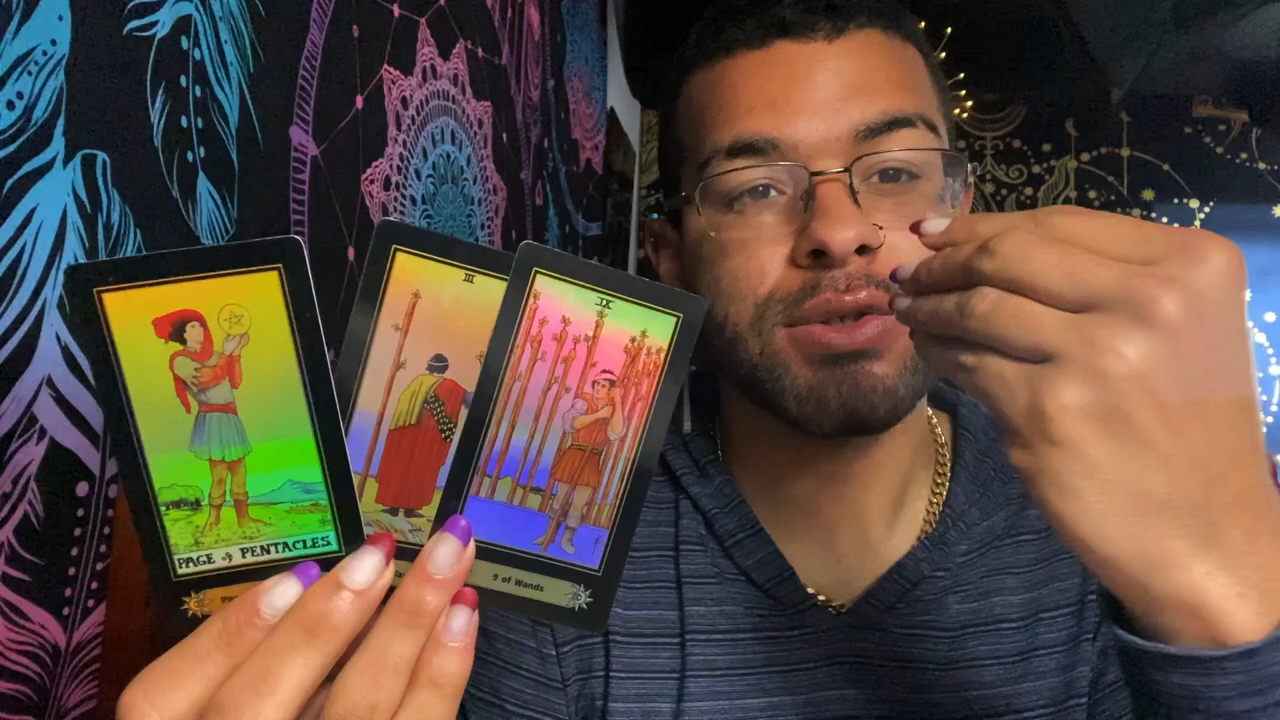 PAGE of PENTACLES.
III
IX
9 of Wands